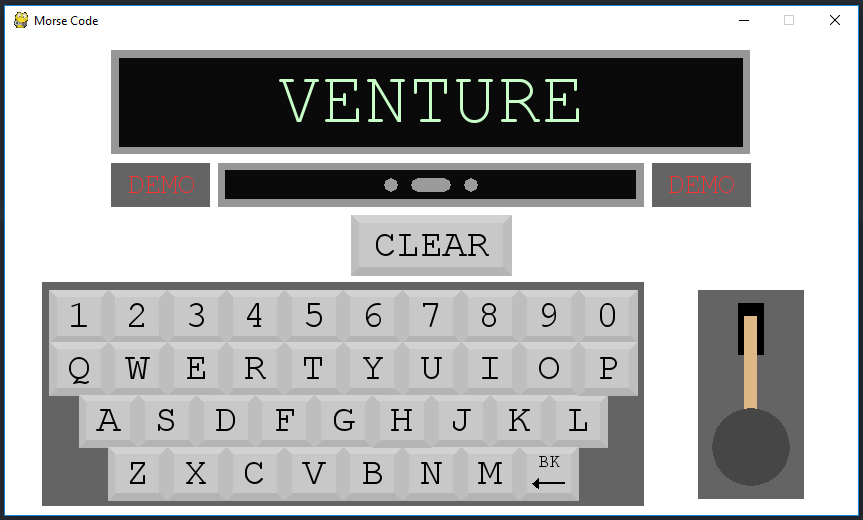 Morse Code
VENTURE
DEMO DEMO
CLEAR
1 2 3 4 5 6 7 8 9 0
Q W E R T Y U I O P
A S D F G H J K L
Z X C V B N M BK